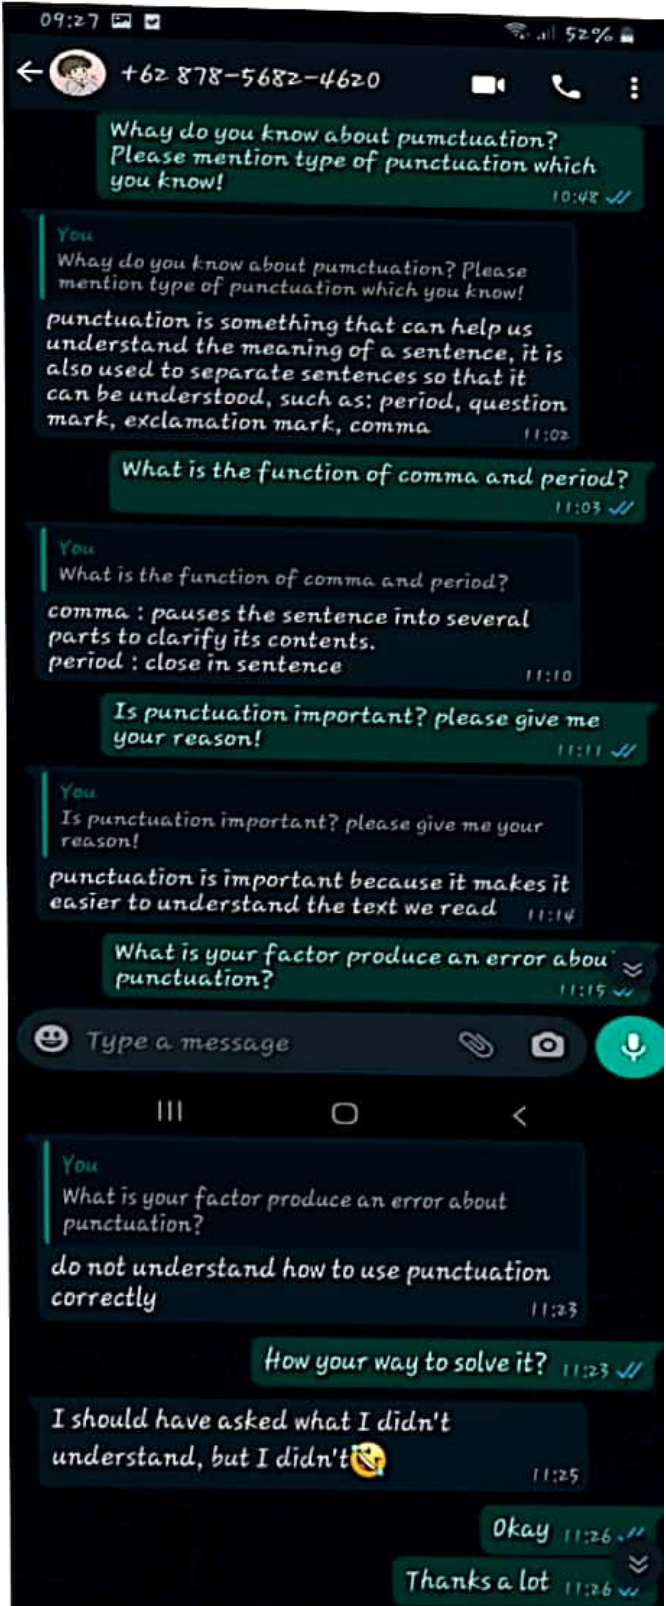 09:27
52%
+62 878-5682-4620
Whay do you know about pumctuation?
Please mention type of punctuation which
you know!
10:48
You
Whay do you know about pumctuation? Please
mention type of punctuation which you know!
punctuation is something that can help us
understand the meaning of a sentence, it is
also used to separate sentences so that it
can be understood, such as: period, question
mark, exclamation mark, comma
11:02
What is the function of comma and period?
11:03
You
What is the function of comma and period?
comma : pauses the sentence into several
parts to clarify its contents.
period : close in sentence
11:10
Is punctuation important? please give me
your reason!
11:11
You
Is punctuation important? please give me your
reason!
punctuation is important because it makes it
easier to understand the text we read
11:14
What is your factor produce an error abou
punctuation?
11:15
Type a message
You
What is your factor produce an error about
punctuation?
do not understand how to use punctuation
correctly
11:23
How your way to solve it? 11:23
I should have asked what I didn't
understand, but I didn't🤣
11:25
Okay 11:26
Thanks a lot 11:26